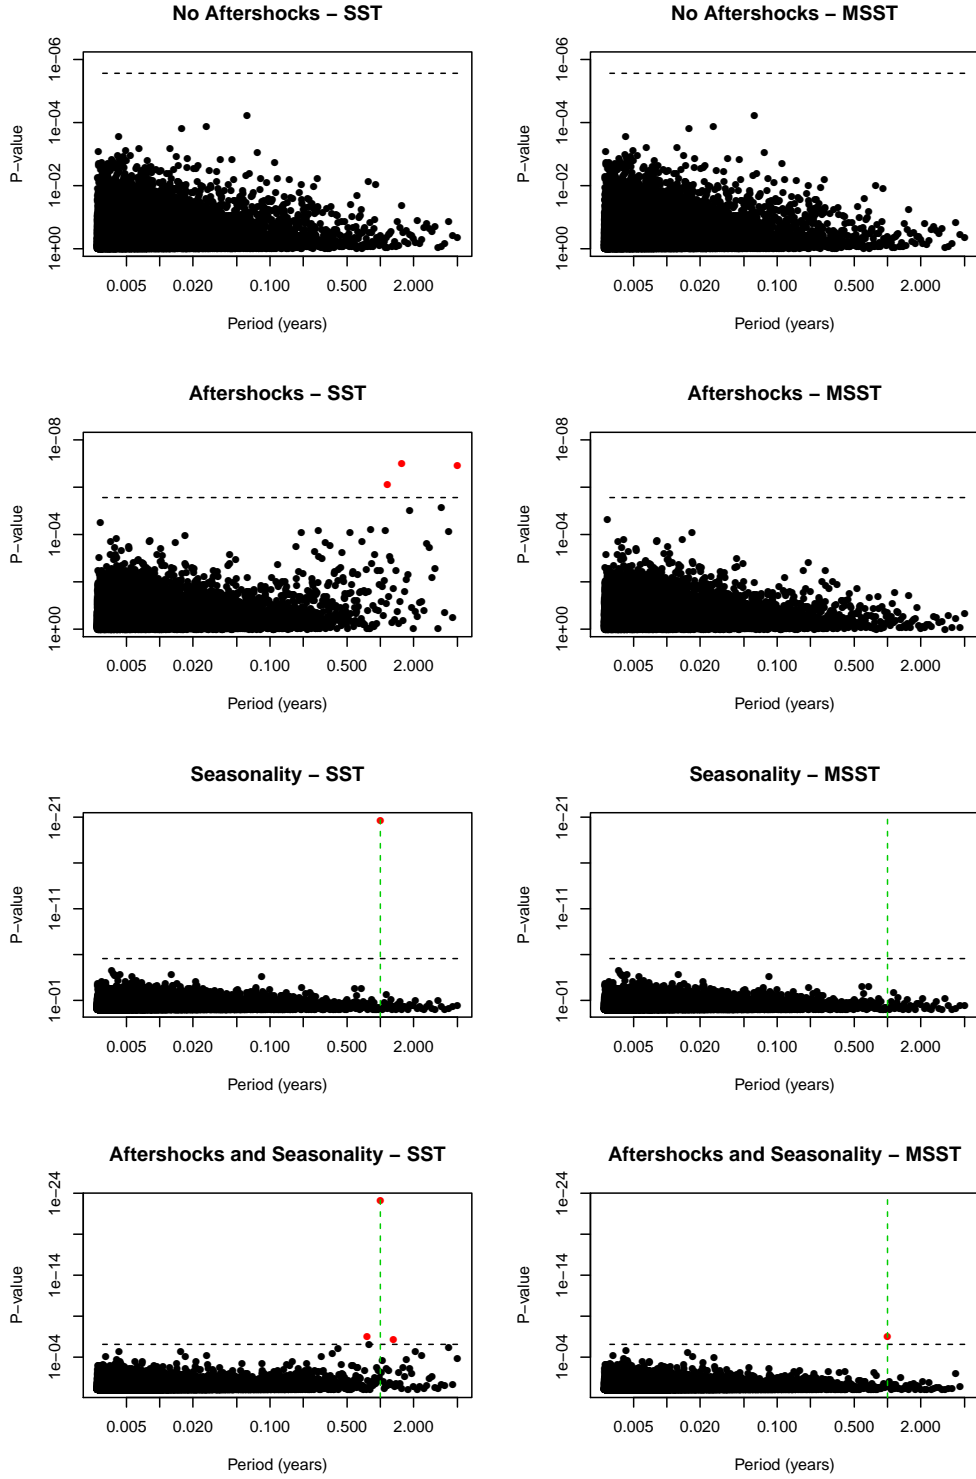 No Aftershocks – SST
P−value
1e−06
1e−04
1e−02
1e+00
0.005 0.020 0.100 0.500 2.000
Period (years)
No Aftershocks – MSST
P−value
1e−06
1e−04
1e−02
1e+00
0.005 0.020 0.100 0.500 2.000
Period (years)
Aftershocks – SST
P−value
1e−08
1e−04
1e+00
0.005 0.020 0.100 0.500 2.000
Period (years)
Aftershocks – MSST
P−value
1e−08
1e−04
1e+00
0.005 0.020 0.100 0.500 2.000
Period (years)
Seasonality – SST
P−value
1e−21
1e−11
1e−01
0.005 0.020 0.100 0.500 2.000
Period (years)
Seasonality – MSST
P−value
1e−21
1e−11
1e−01
0.005 0.020 0.100 0.500 2.000
Period (years)
Aftershocks and Seasonality – SST
P−value
1e−24
1e−14
1e−04
0.005 0.020 0.100 0.500 2.000
Period (years)
Aftershocks and Seasonality – MSST
P−value
1e−24
1e−14
1e−04
0.005 0.020 0.100 0.500 2.000
Period (years)